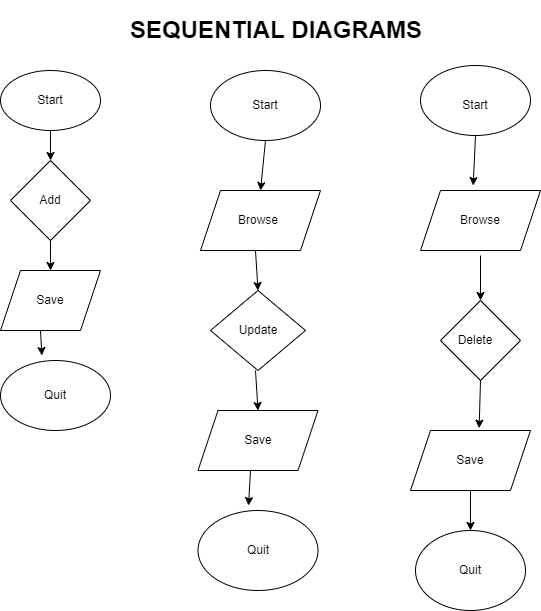 SEQUENTIAL DIAGRAMS
Start
Add
Save
Quit
Start
Browse
Update
Save
Quit
Start
Browse
Delete
Save
Quit